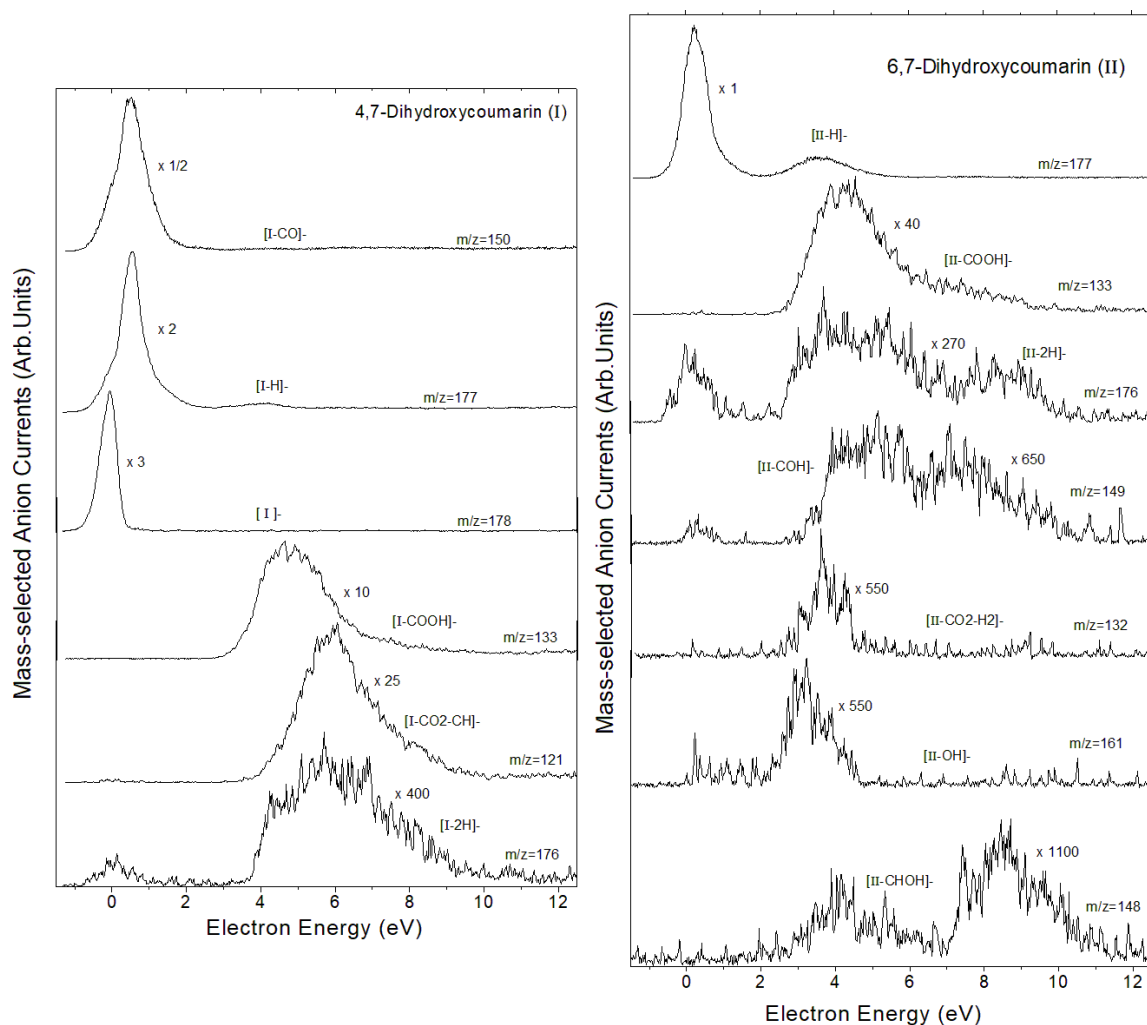 4,7-Dihydroxycoumarin (I)
x 1/2
[I-CO]-
m/z=150
x 2
[I-H]-
m/z=177
x 3
[ I ]-
m/z=178
x 10
[I-COOH]-
m/z=133
x 25
[I-CO2-CH]-
m/z=121
x 400
[I-2H]-
m/z=176
0 2 4 6 8 10 12
Electron Energy (eV)
Mass-selected Anion Currents (Arb.Units)
6,7-Dihydroxycoumarin (II)
x 1
[II-H]-
m/z=177
x 40
[II-COOH]-
m/z=133
x 270
[II-2H]-
m/z=176
[II-COH]-
x 650
m/z=149
x 550
[II-CO2-H2]-
m/z=132
x 550
[II-OH]-
m/z=161
x 1100
[II-CHOH]-
m/z=148
0 2 4 6 8 10 12
Electron Energy (eV)
Masss-selected Anion Currents (Arb.Units)